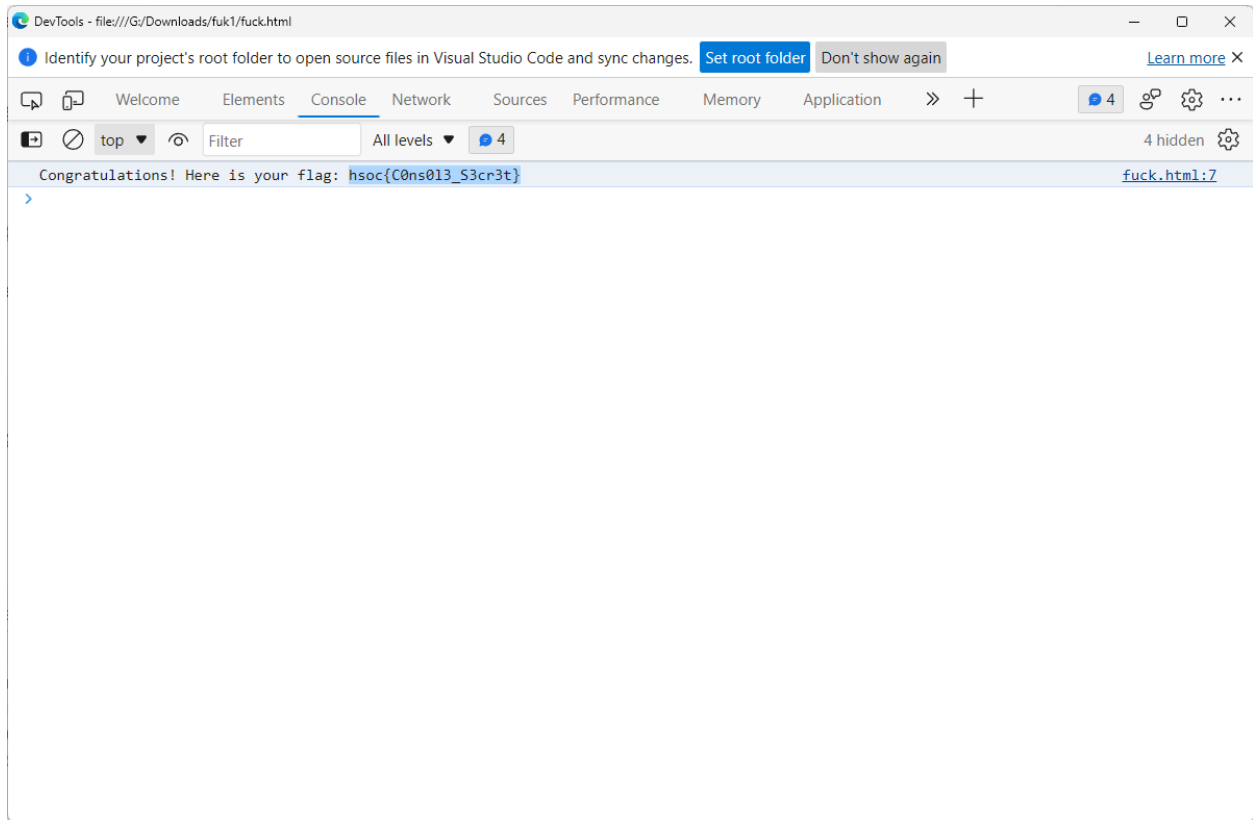 DevTools - file:///G:/Downloads/fuk1/fuck.html
Identify your project's root folder to open source files in Visual Studio Code and sync changes. Set root folder Don't show again Learn more
Welcome Elements Console Network Sources Performance Memory Application 4
top Filter All levels 4 4 hidden
Congratulations! Here is your flag: hsoc{C0ns0l3_S3cr3t} fuck.html:7